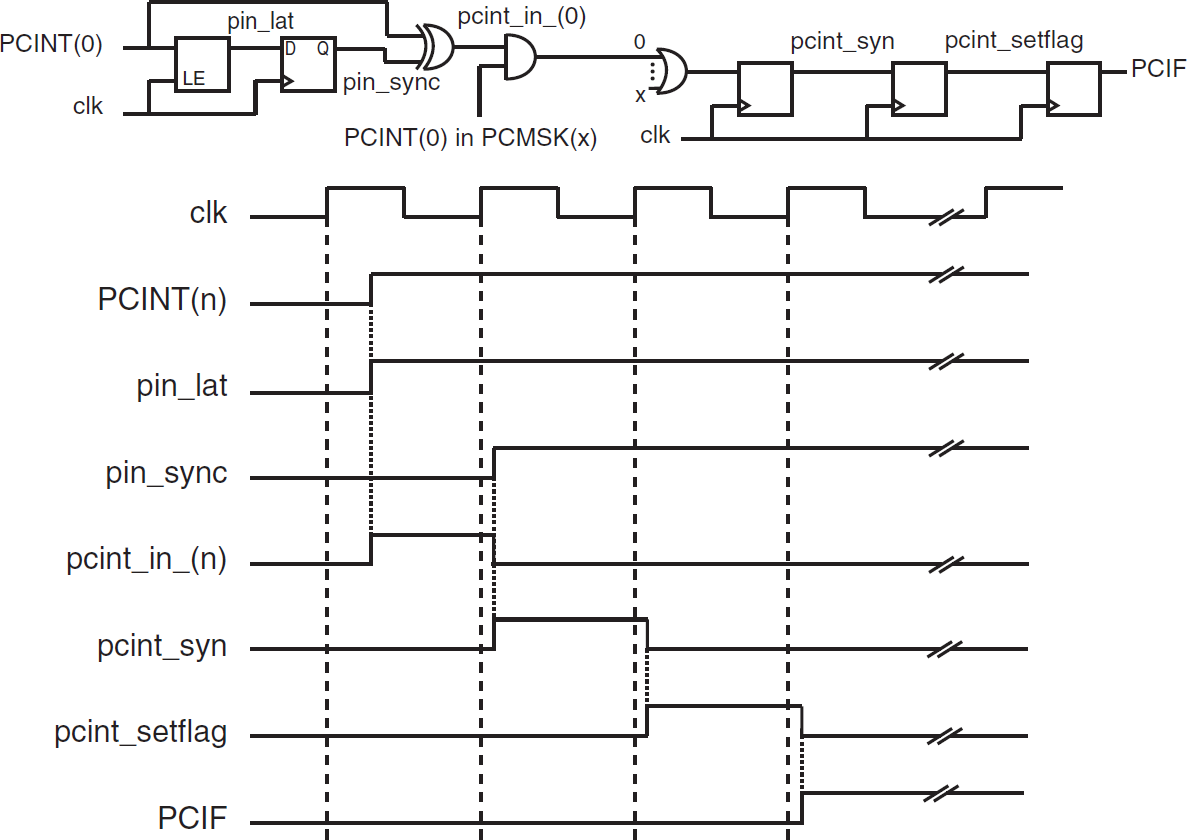 pin_lat
pcint_in_(0)
PCINT(0)
D Q
LE
pin_sync
clk
PCINT(0) in PCMSK(x)
0
x
pcint_syn
pcint_setflag
PCIF
clk
clk
PCINT(n)
pin_lat
pin_sync
pcint_in_(n)
pcint_syn
pcint_setflag
PCIF